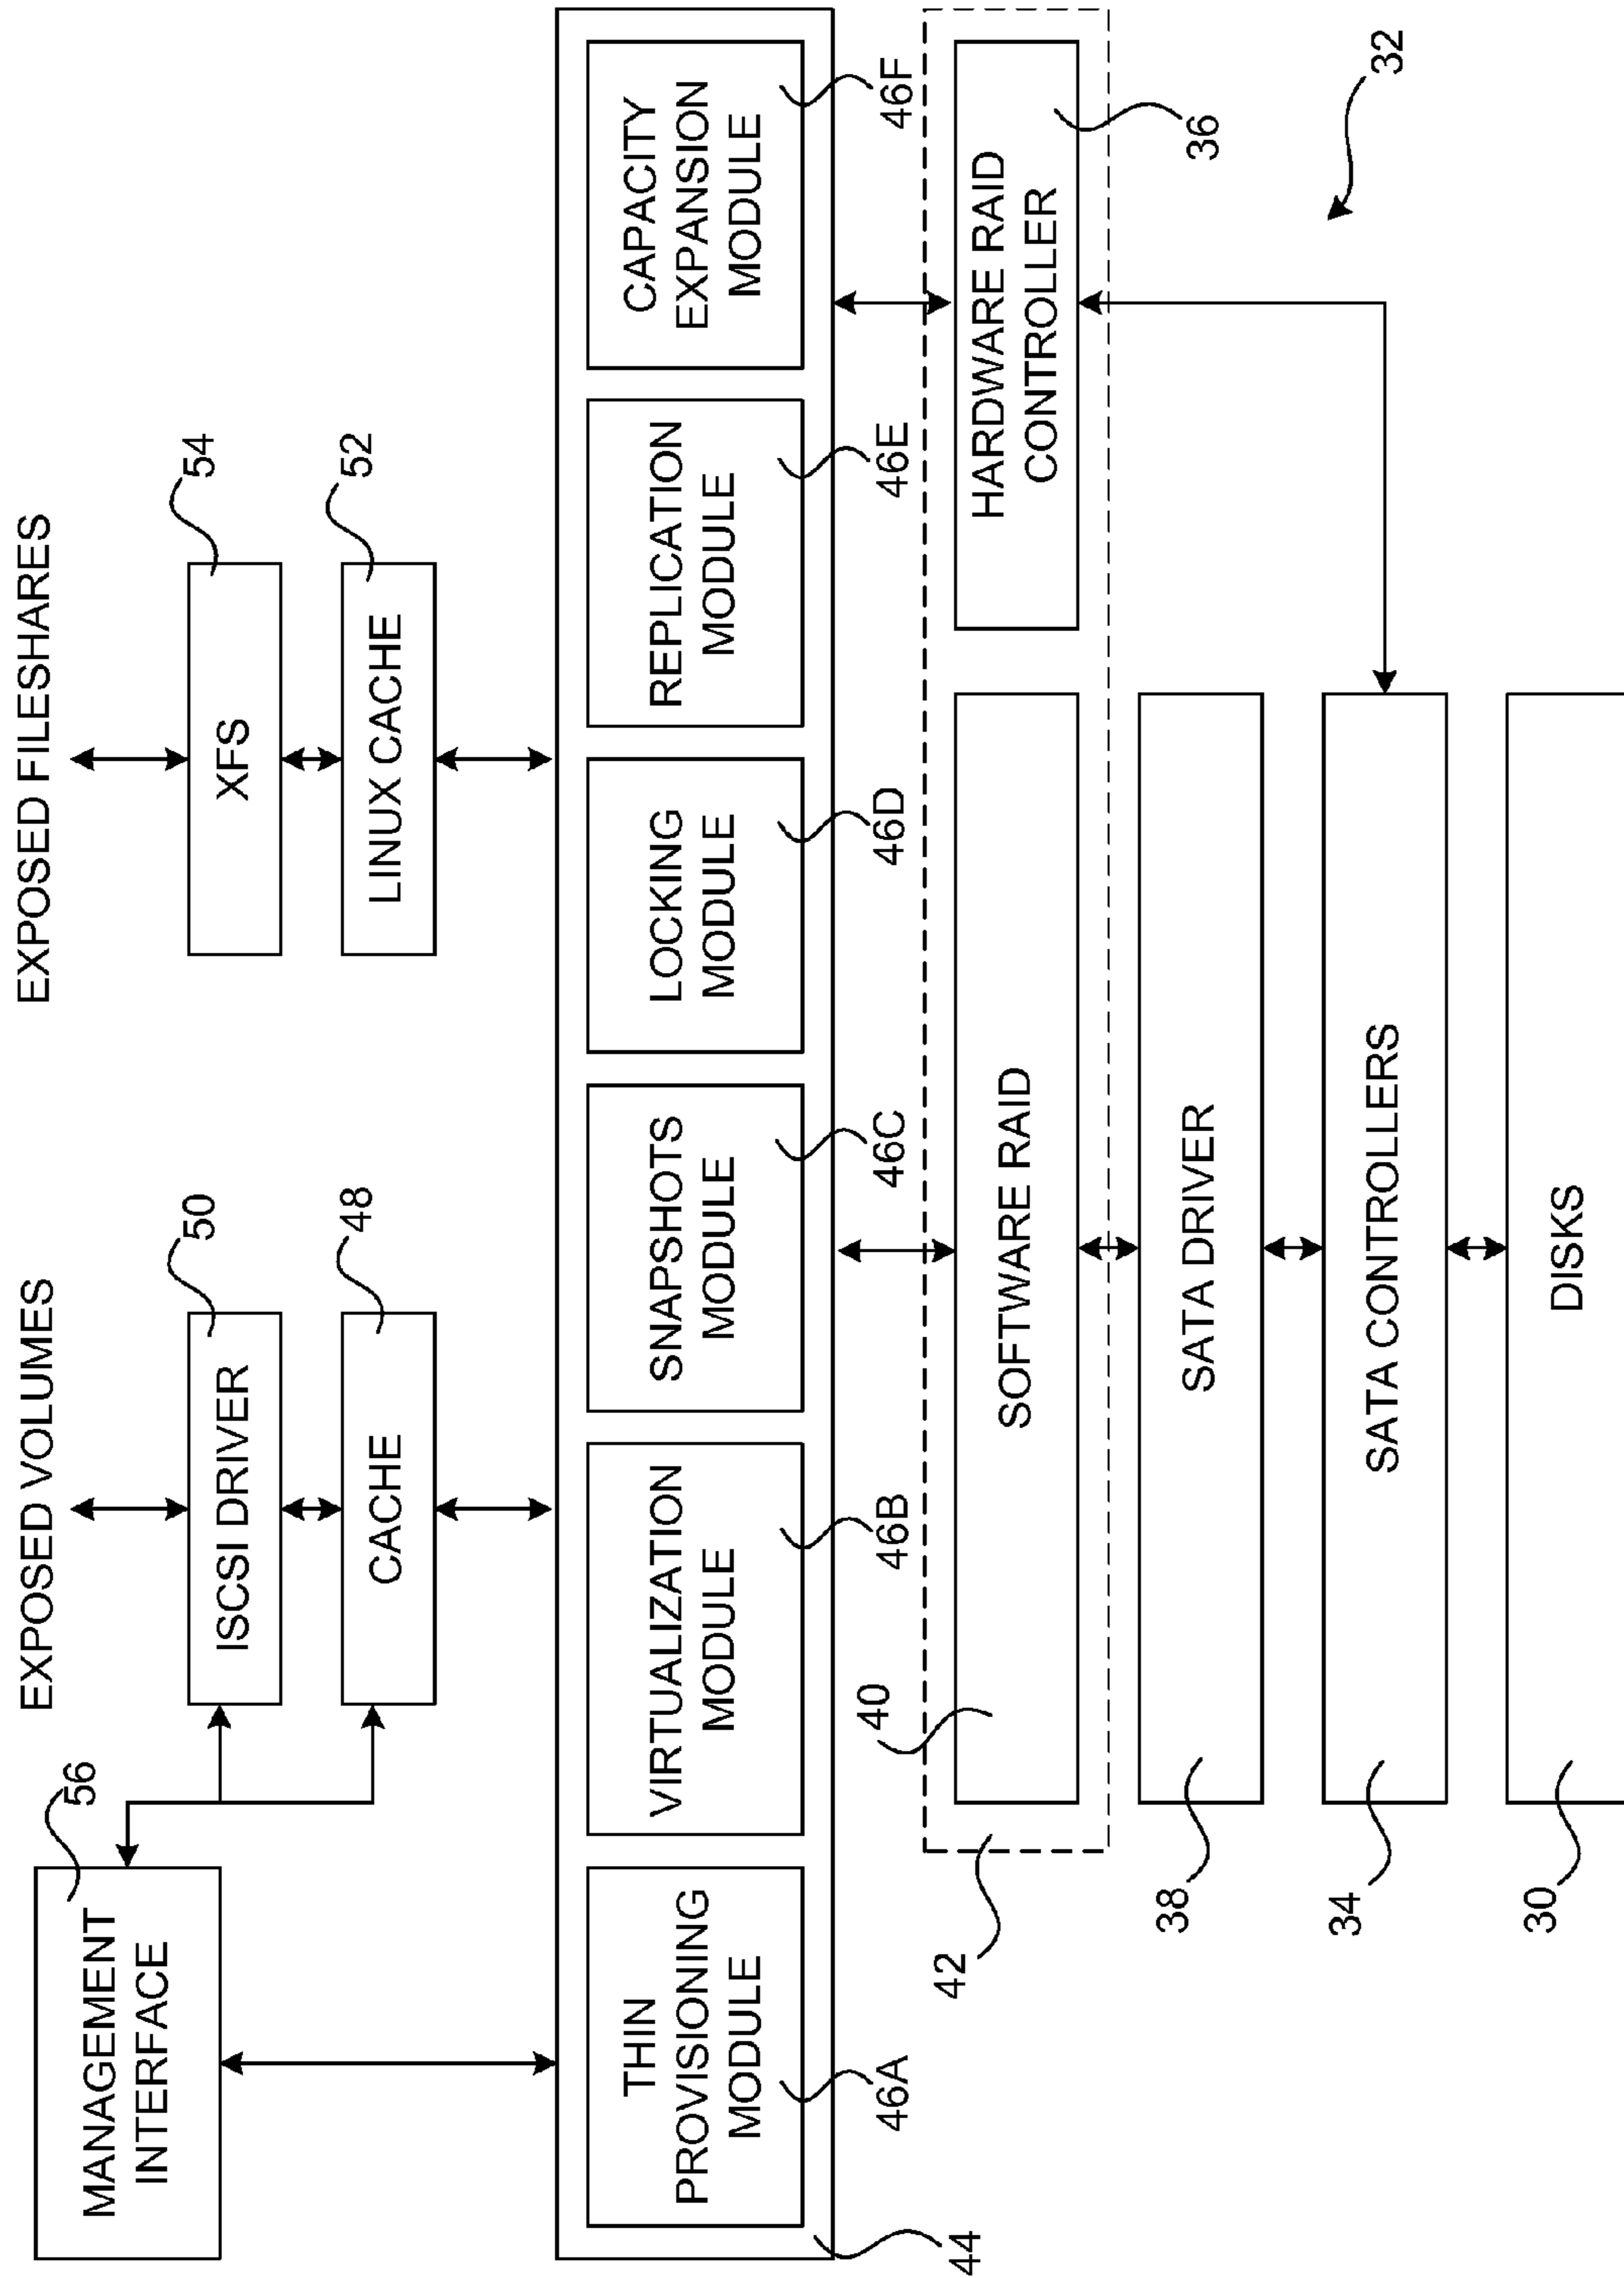 EXPOSED VOLUMES
EXPOSED FILESHARES
MANAGEMENT
INTERFACE
56
ISCSI DRIVER
50
XFS
54
CACHE
48
LINUX CACHE
52
THIN
PROVISIONING
MODULE
VIRTUALIZATION
MODULE
SNAPSHOTS
MODULE
LOCKING
MODULE
REPLICATION
MODULE
CAPACITY
EXPANSION
MODULE
44
46A
46B
46C
46D
46E
46F
40
42
SOFTWARE RAID
HARDWARE RAID
CONTROLLER
36
38
SATA DRIVER
34
SATA CONTROLLERS
32
30
DISKS